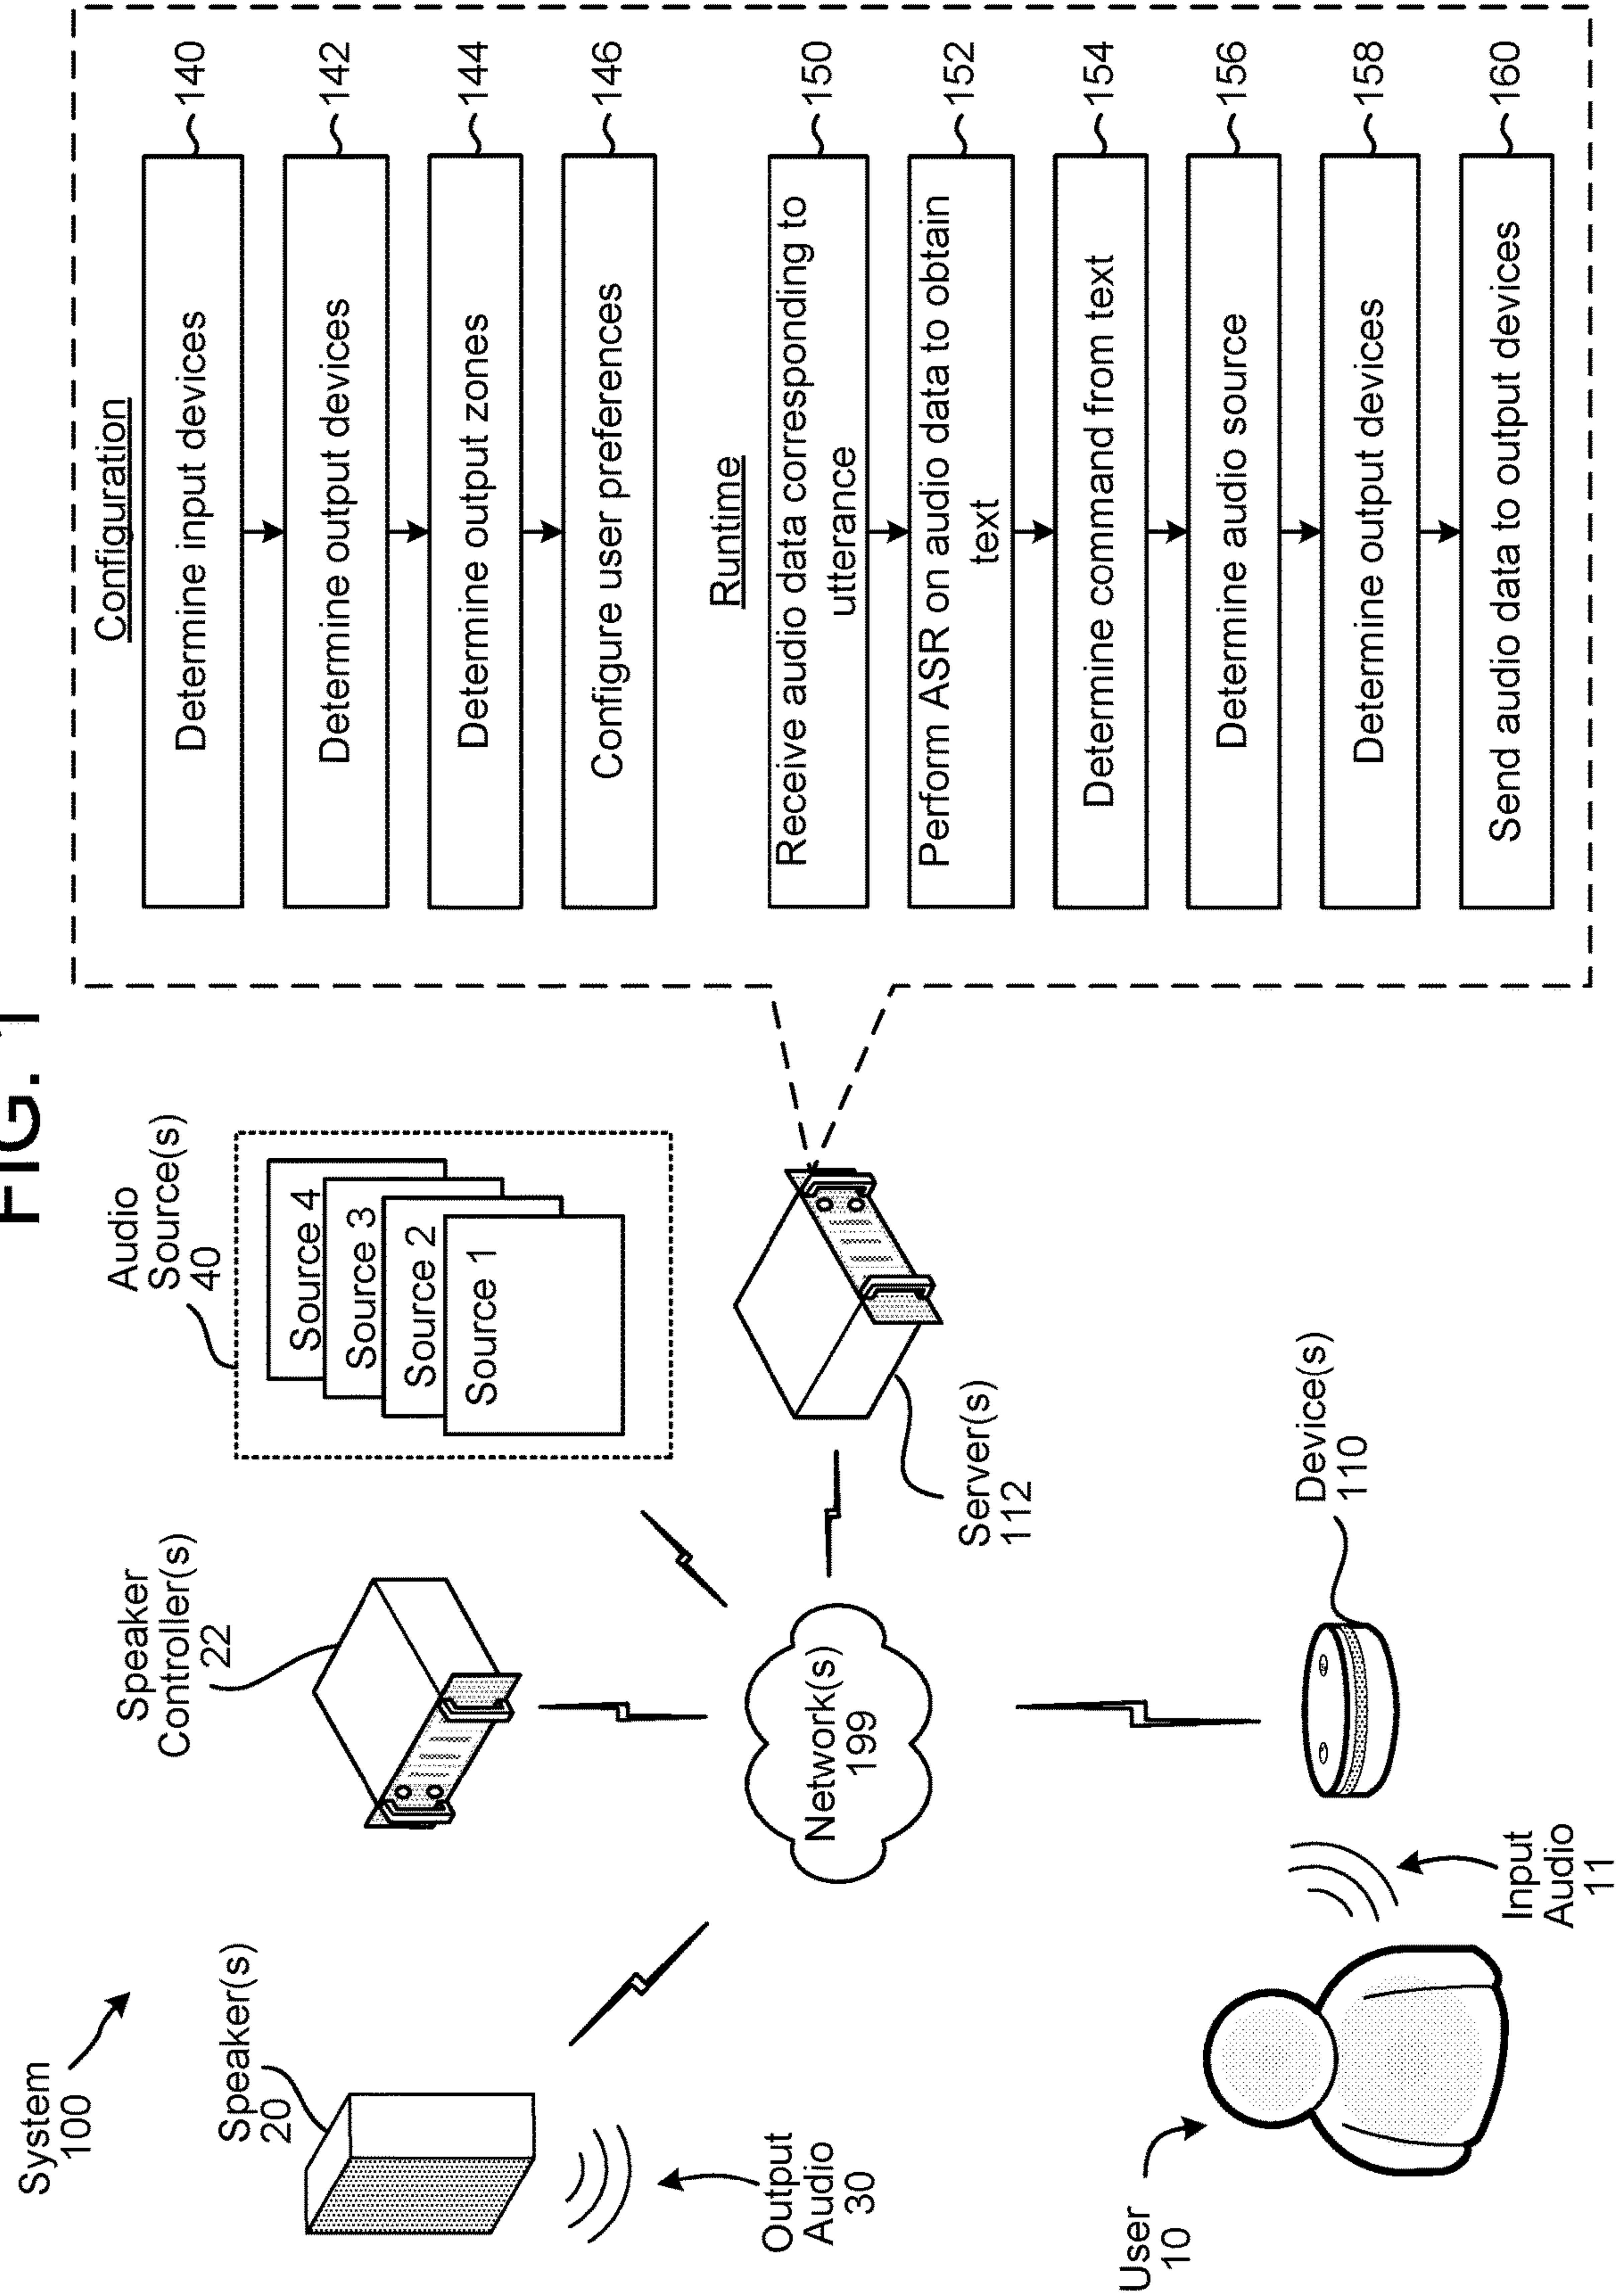 FIG. 1
System
100
Speaker(s)
20
Output
Audio
30
Speaker
Controller(s)
22
Audio
Source(s)
40
Source 4
Source 3
Source 2
Source 1
Network(s)
199
Server(s)
112
User
10
Input
Audio
11
Device(s)
110
Configuration
Determine input devices
140
Determine output devices
142
Determine output zones
144
Configure user preferences
146
Runtime
Receive audio data corresponding to
utterance
150
Perform ASR on audio data to obtain
text
152
Determine command from text
154
Determine audio source
156
Determine output devices
158
Send audio data to output devices
160